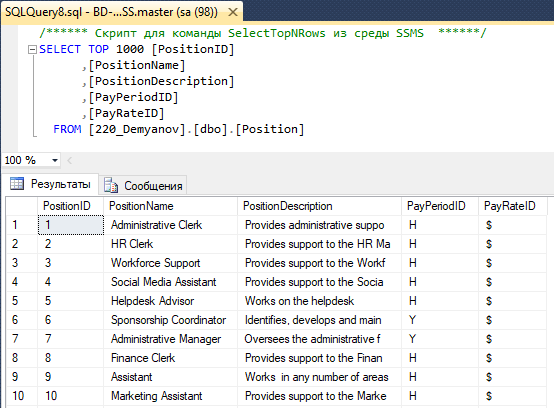 SQLQuery8.sql - BD-...SS.master (sa (98))
/****** Скрипт для команды SelectTopNRows из среды SSMS ******/
SELECT TOP 1000 [PositionID]
,[PositionName]
,[PositionDescription]
,[PayPeriodID]
,[PayRateID]
FROM [220_Demyanov].[dbo].[Position]
100 %
Результаты Сообщения
PositionID PositionName PositionDescription PayPeriodID PayRateID
1 1 Administrative Clerk Provides administrative suppo H $
2 2 HR Clerk Provides support to the HR Ma H $
3 3 Workforce Support Provides support to the Workf H $
4 4 Social Media Assistant Provides support to the Socia H $
5 5 Helpdesk Advisor Works on the helpdesk H $
6 6 Sponsorship Coordinator Identifies, develops and main Y $
7 7 Administrative Manager Oversees the administrative f Y $
8 8 Finance Clerk Provides support to the Finan H $
9 9 Assistant Works in any number of areas H $
10 10 Marketing Assistant Provides support to the Marke H $